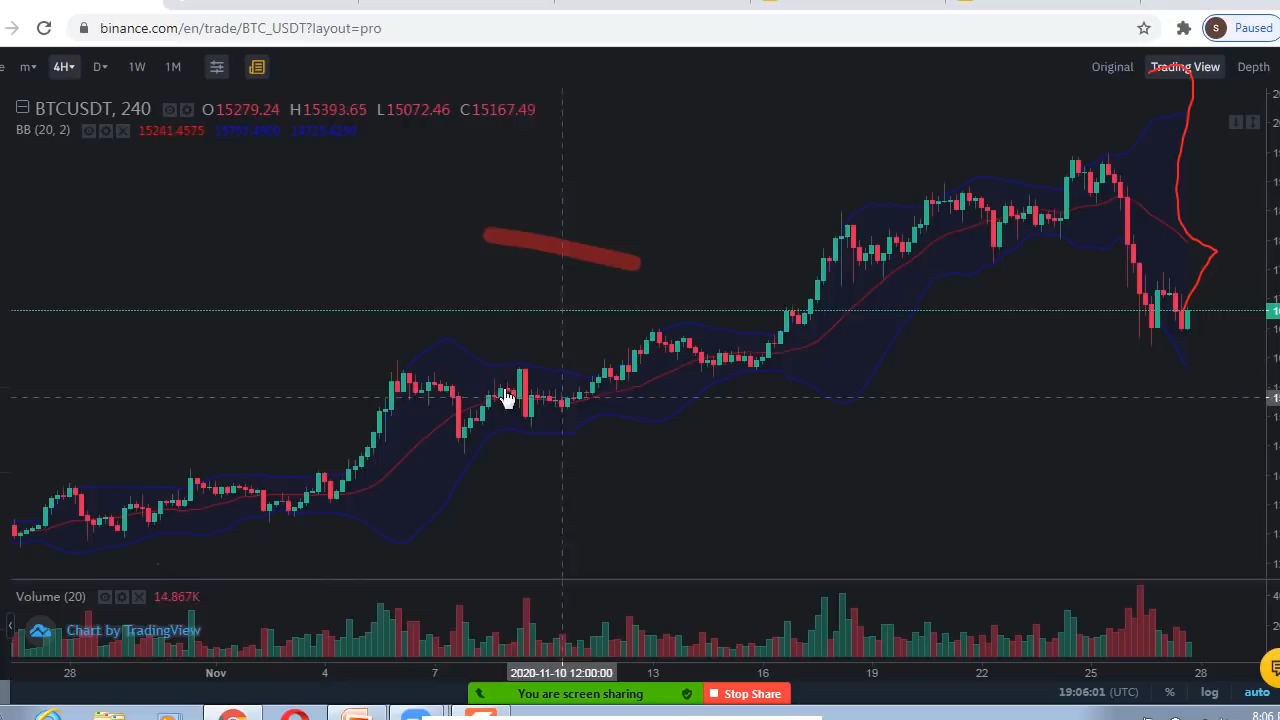 binance.com/en/trade/BTC_USDT?layout=pro
S Paused
m 4H D 1W 1M
Original Trading View Depth
BTCUSDT, 240 O15279.24 H15393.65 L15072.46 C15167.49
BB (20, 2) 15241.4575
Volume (20) 14.867K
Chart by TradingView
28 Nov 4 7 2020-11-10 12:00:00 13 16 19 22 25 28
You are screen sharing Stop Share
19:06:01 (UTC) % log auto